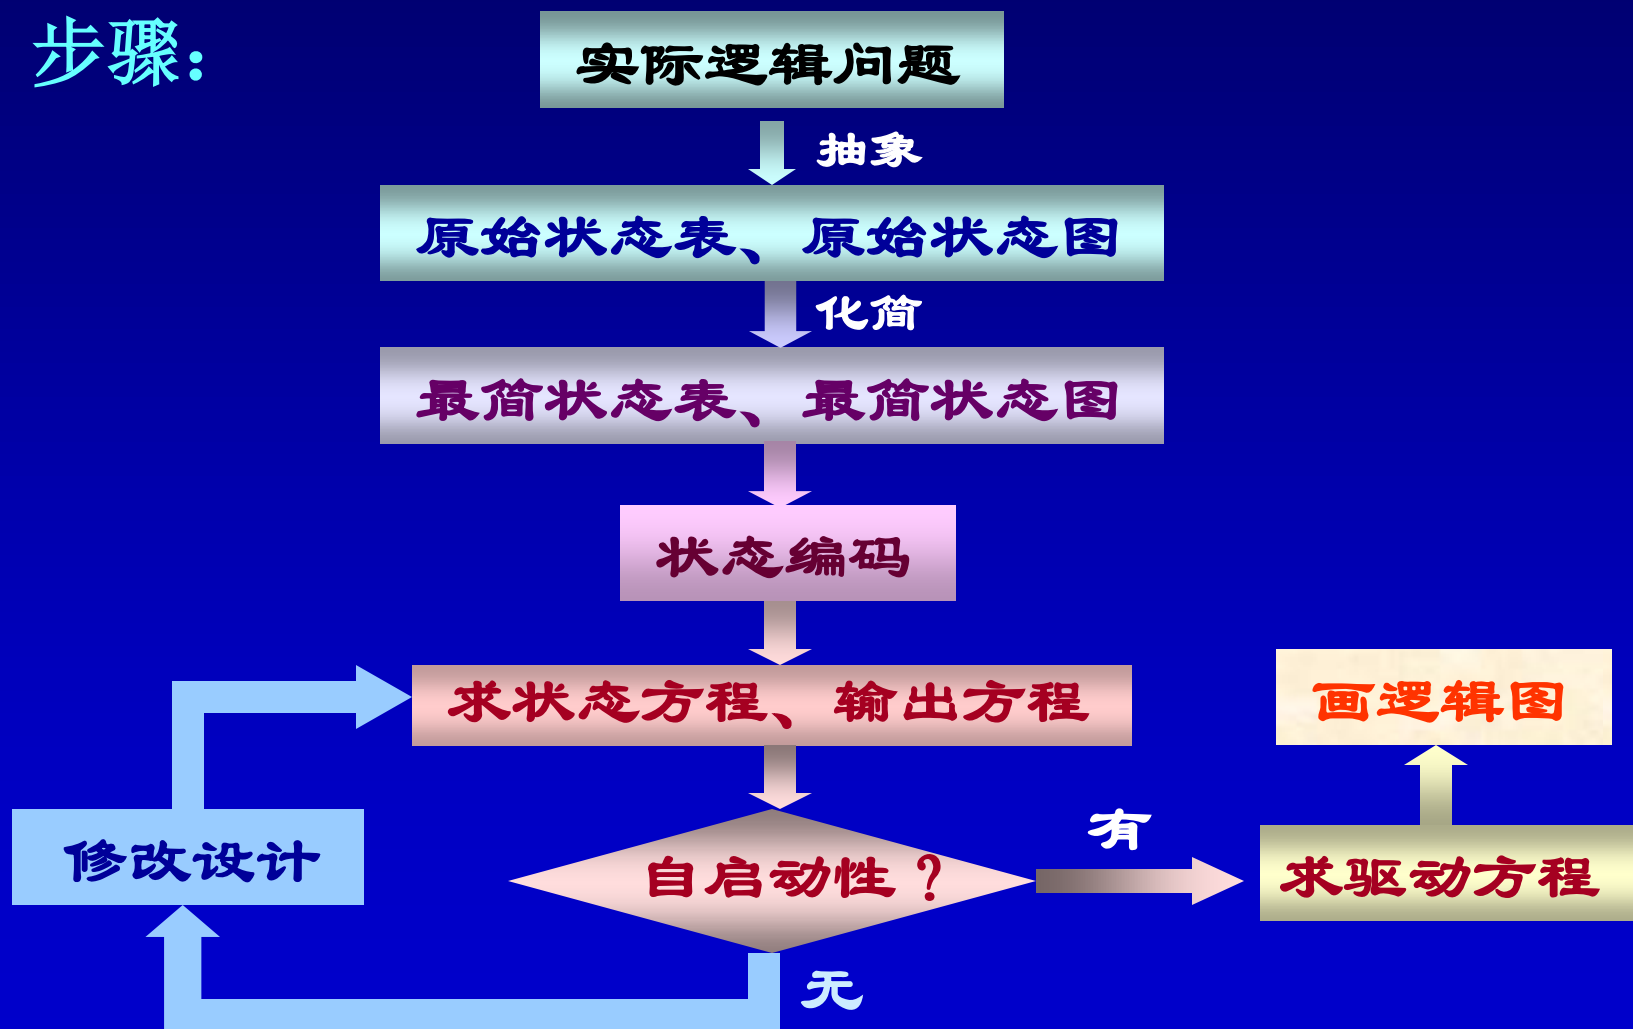 步骤：
实际逻辑问题
抽象
原始状态表、原始状态图
化简
最简状态表、最简状态图
状态编码
求状态方程、输出方程
画逻辑图
修改设计
自启动性？
有
求驱动方程
无